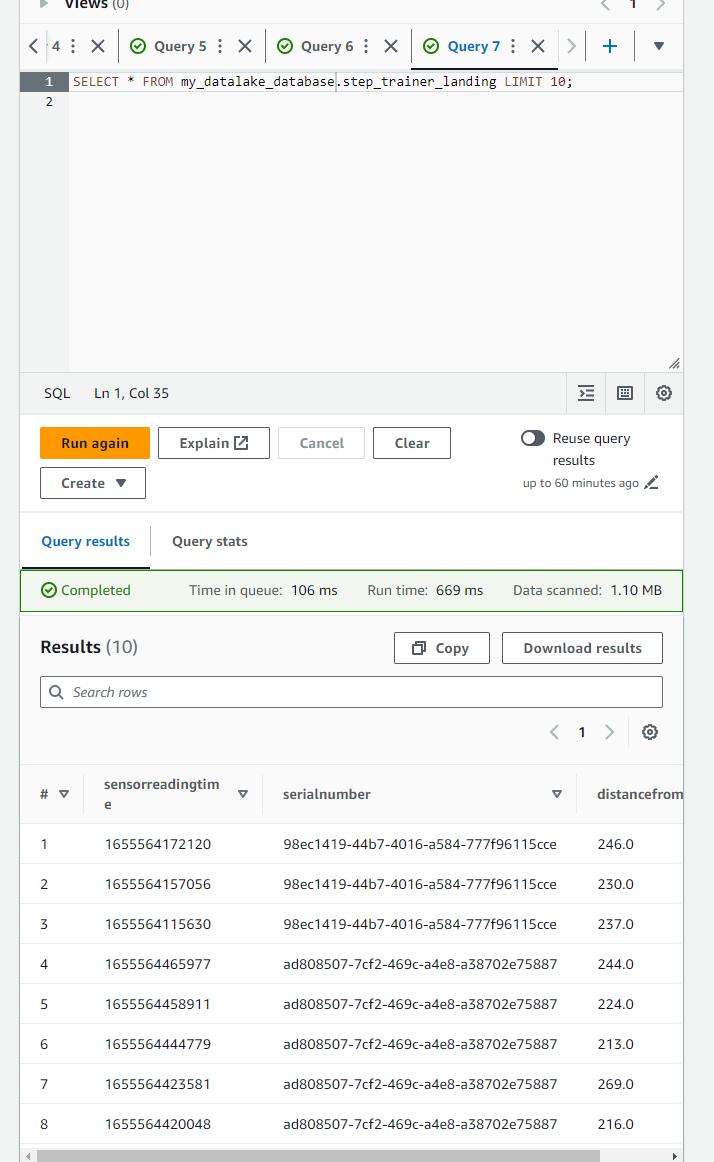 Views (0)
1
4
Query 5
Query 6
Query 7
1 SELECT * FROM my_datalake_database.step_trainer_landing LIMIT 10;
2
SQL Ln 1, Col 35
Run again
Explain
Cancel
Clear
Reuse query
results
Create
up to 60 minutes ago
Query results
Query stats
Completed
Time in queue: 106 ms
Run time: 669 ms
Data scanned: 1.10 MB
Results (10)
Copy
Download results
Search rows
1
# sensorreadingtim
e serialnumber distancefrom
1 1655564172120 98ec1419-44b7-4016-a584-777f96115cce 246.0
2 1655564157056 98ec1419-44b7-4016-a584-777f96115cce 230.0
3 1655564115630 98ec1419-44b7-4016-a584-777f96115cce 237.0
4 1655564465977 ad808507-7cf2-469c-a4e8-a38702e75887 244.0
5 1655564458911 ad808507-7cf2-469c-a4e8-a38702e75887 224.0
6 1655564444779 ad808507-7cf2-469c-a4e8-a38702e75887 213.0
7 1655564423581 ad808507-7cf2-469c-a4e8-a38702e75887 269.0
8 1655564420048 ad808507-7cf2-469c-a4e8-a38702e75887 216.0